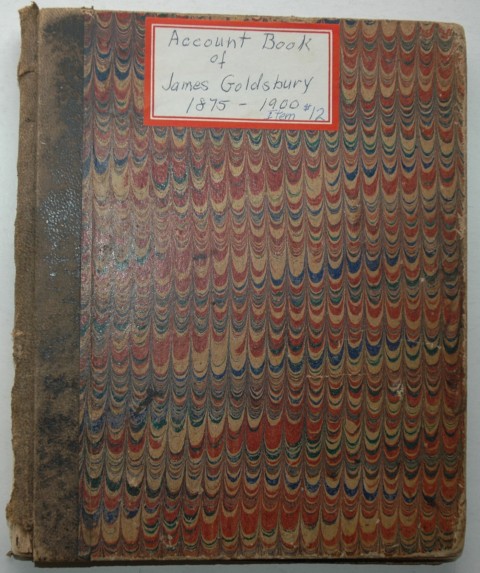 Account Book
of
James Goldsbury
1875 - 1900
Item #12